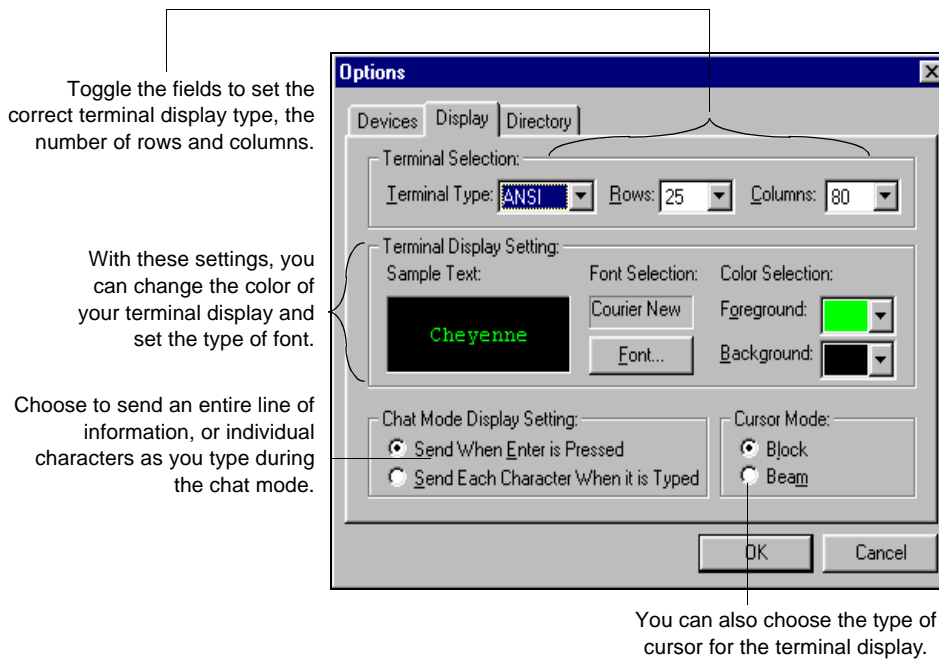 Toggle the fields to set the
correct terminal display type, the
number of rows and columns.
Options
Devices Display Directory
Terminal Selection:
Terminal Type: ANSI Rows: 25 Columns: 80
With these settings, you
can change the color of
your terminal display and
set the type of font.
Terminal Display Setting:
Sample Text: Font Selection: Color Selection:
Cheyenne Courier New Foreground:
Font... Background:
Choose to send an entire line of
information, or individual
characters as you type during
the chat mode.
Chat Mode Display Setting: Cursor Mode:
Send When Enter is Pressed Block
Send Each Character When it is Typed Beam
OK Cancel
You can also choose the type of
cursor for the terminal display.